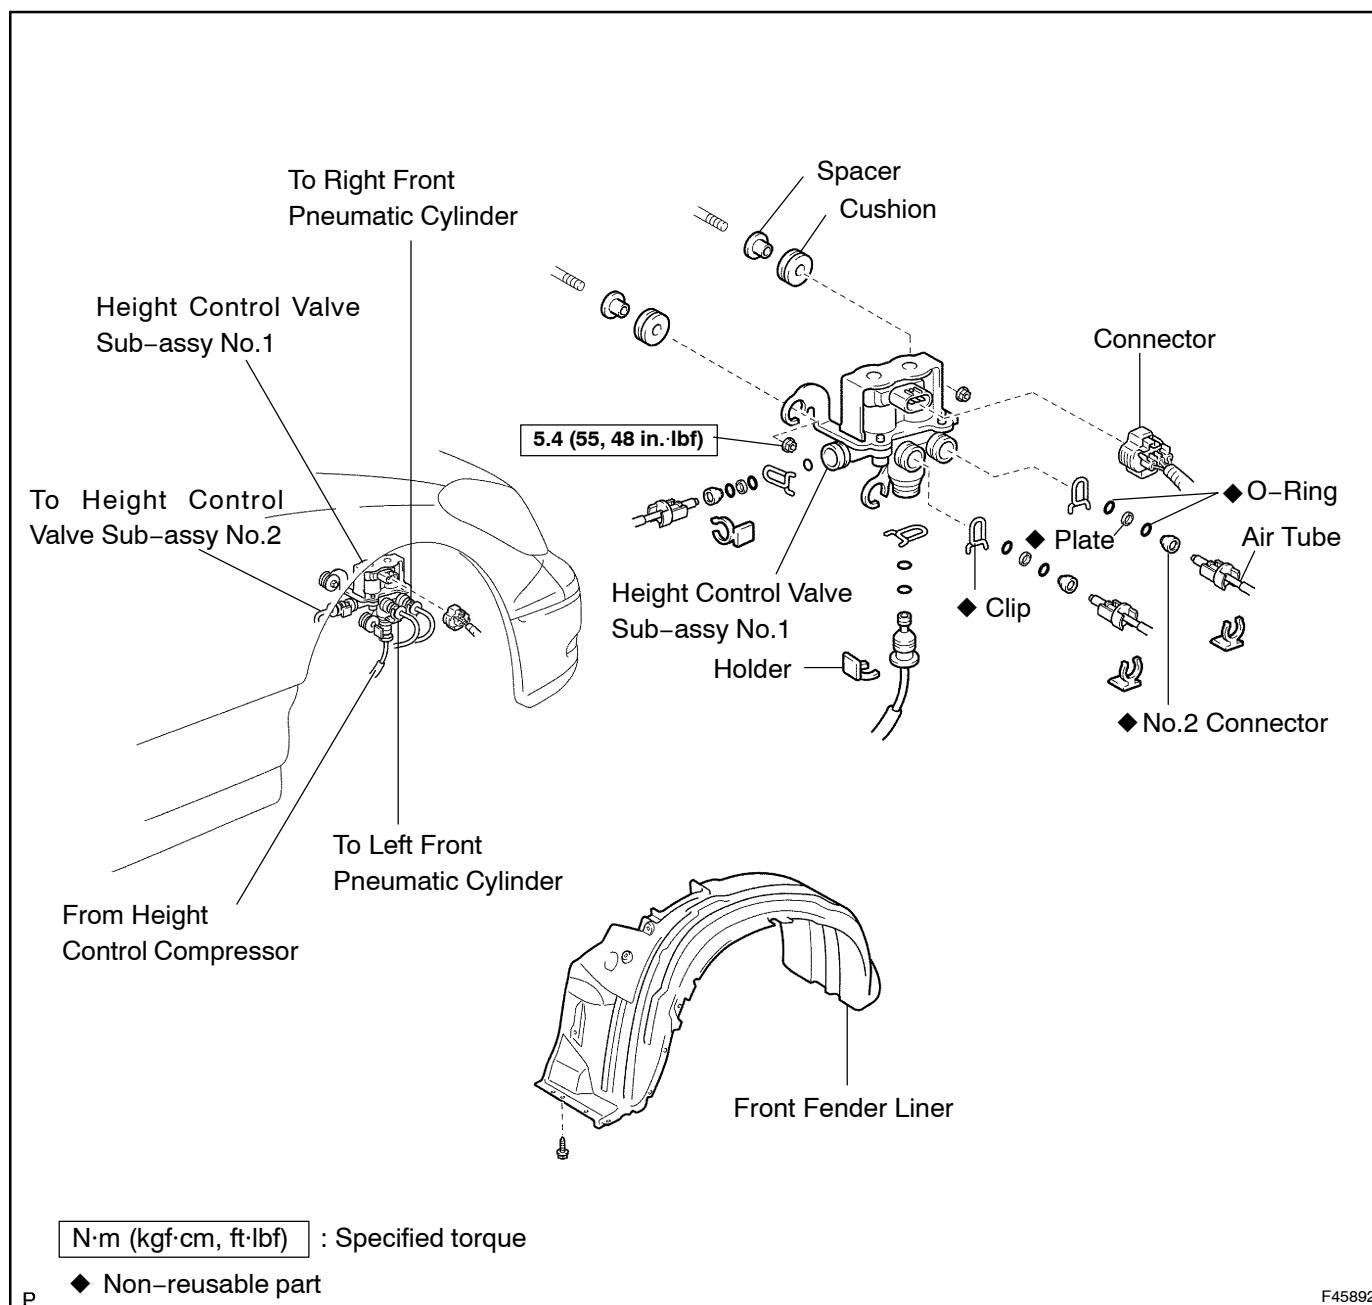 To Right Front
Pneumatic Cylinder
Spacer
Cushion
Height Control Valve
Sub−assy No.1
Connector
5.4 (55, 48 in.·lbf)
To Height Control
Valve Sub−assy No.2
◆ O−Ring
◆ Plate
Air Tube
Height Control Valve
Sub−assy No.1
◆ Clip
Holder
◆ No.2 Connector
To Left Front
Pneumatic Cylinder
From Height
Control Compressor
Front Fender Liner
N·m (kgf·cm, ft·lbf) : Specified torque
◆ Non−reusable part
P
F45892